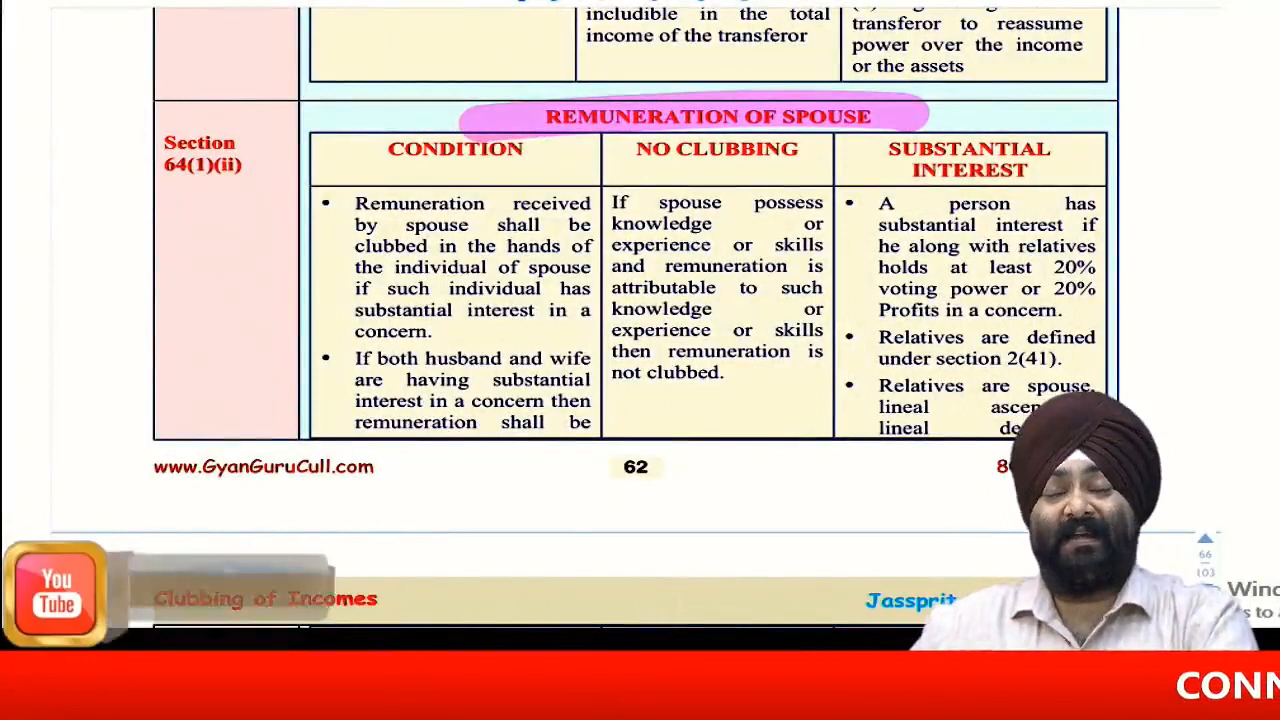 includible in the total
income of the transferor
transferor to reassume
power over the income
or the assets
REMUNERATION OF SPOUSE
Section
64(1)(ii)
CONDITION
NO CLUBBING
SUBSTANTIAL
INTEREST
• Remuneration received
by spouse shall be
clubbed in the hands of
the individual of spouse
if such individual has
substantial interest in a
concern.
• If both husband and wife
are having substantial
interest in a concern then
remuneration shall be
If spouse possess
knowledge or
experience or skills
and remuneration is
attributable to such
knowledge or
experience or skills
then remuneration is
not clubbed.
• A person has
substantial interest if
he along with relatives
holds at least 20%
voting power or 20%
Profits in a concern.
• Relatives are defined
under section 2(41).
• Relatives are spouse,
lineal
lineal
www.GyanGuruCull.com
62
66
103
You
Tube
Clubbing of Incomes
Jassprit
CONN